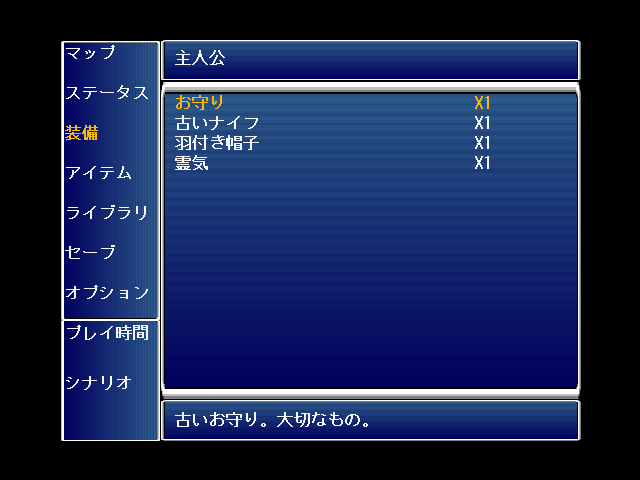 マップ
ステータス
装備
アイテム
ライブラリ
セーブ
オプション
プレイ時間
シナリオ
主人公
お守り X1
古いナイフ X1
羽付き帽子 X1
霊気 X1
古いお守り。大切なもの。